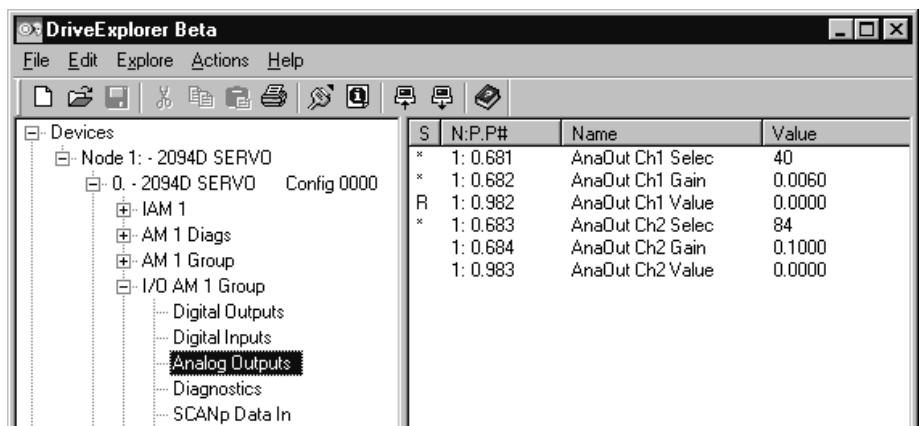 DriveExplorer Beta
File Edit Explore Actions Help
Devices
Node 1: - 2094D SERVO
0. - 2094D SERVO Config 0000
IAM 1
AM 1 Diags
AM 1 Group
I/O AM 1 Group
Digital Outputs
Digital Inputs
Analog Outputs
Diagnostics
SCANp Data In
S N:P.P# Name Value
* 1: 0.681 AnaOut Ch1 Selec 40
* 1: 0.682 AnaOut Ch1 Gain 0.0060
R 1: 0.982 AnaOut Ch1 Value 0.0000
* 1: 0.683 AnaOut Ch2 Selec 84
1: 0.684 AnaOut Ch2 Gain 0.1000
1: 0.983 AnaOut Ch2 Value 0.0000